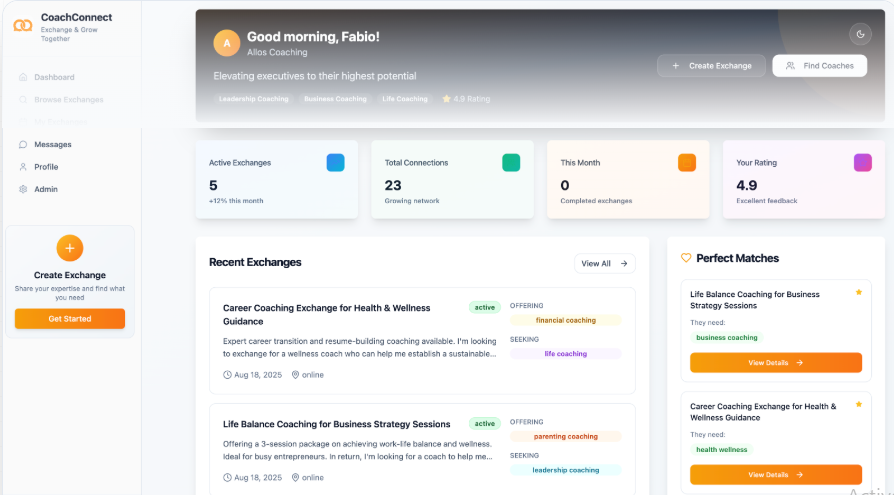 CoachConnect
Exchange & Grow
Together
Dashboard
Browse Exchanges
Messages
Profile
Admin
Create Exchange
Share your expertise and find what
you need
Get Started
A
Good morning, Fabio!
Allos Coaching
Elevating executives to their highest potential
Leadership Coaching Business Coaching Life Coaching 4.9 Rating
Create Exchange
Find Coaches
Active Exchanges
5
+12% this month
Total Connections
23
Growing network
This Month
0
Completed exchanges
Your Rating
4.9
Excellent feedback
Recent Exchanges
View All
Career Coaching Exchange for Health & Wellness
Guidance
active
Expert career transition and resume-building coaching available. I'm looking
to exchange for a wellness coach who can help me establish a sustainable...
Aug 18, 2025 online
OFFERING
financial coaching
SEEKING
life coaching
Life Balance Coaching for Business Strategy Sessions
active
Offering a 3-session package on achieving work-life balance and wellness.
Ideal for busy entrepreneurs. In return, I'm looking for a coach to help me...
Aug 18, 2025 online
OFFERING
parenting coaching
SEEKING
leadership coaching
Perfect Matches
Life Balance Coaching for Business
Strategy Sessions
They need:
business coaching
View Details
Career Coaching Exchange for Health &
Wellness Guidance
They need:
health wellness
View Details